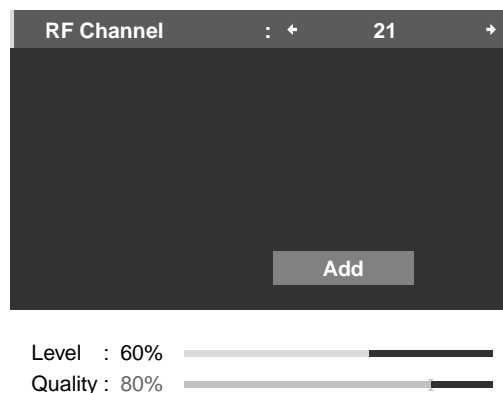 RF Channel : 21
Add
Level : 60%
Quality : 80%